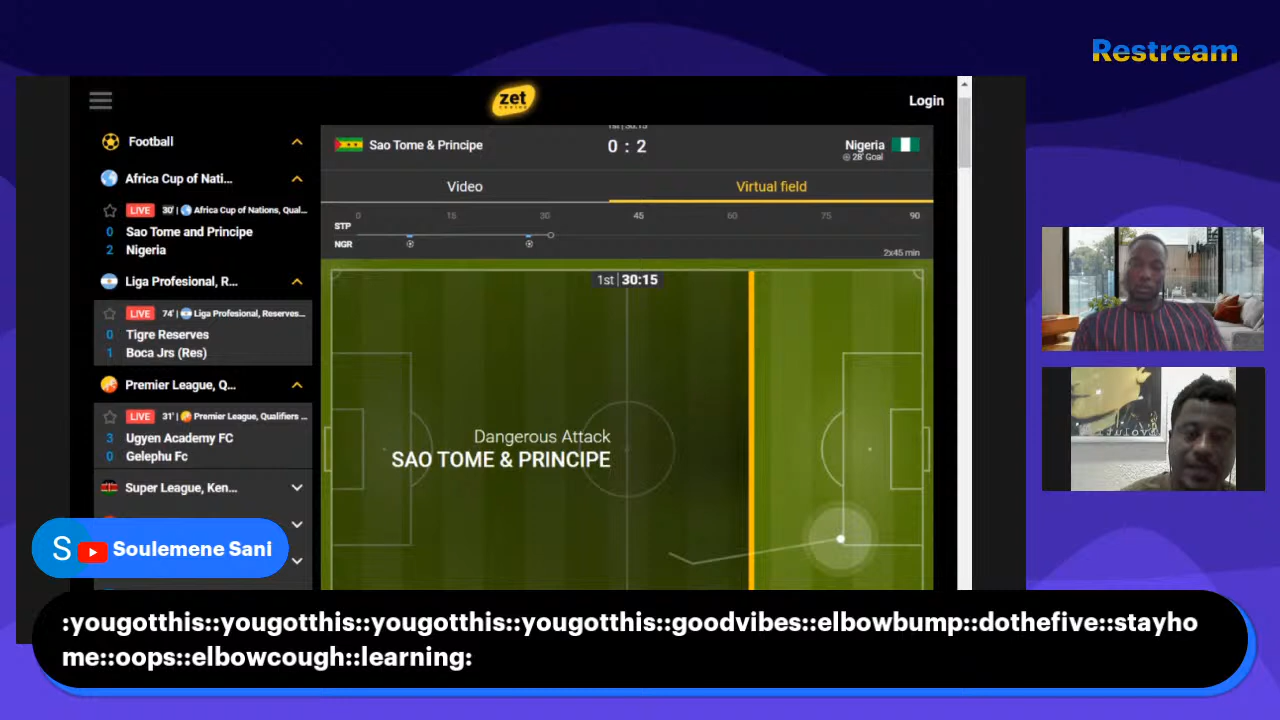 Restream
zet
Login
Football
Africa Cup of Nati...
LIVE 30' | Africa Cup of Nations, Qual...
0 Sao Tome and Principe
2 Nigeria
Liga Profesional, R...
LIVE 74' | Liga Profesional, Reserves...
0 Tigre Reserves
1 Boca Jrs (Res)
Premier League, Q...
LIVE 31' | Premier League, Qualifiers ...
3 Ugyen Academy FC
0 Gelephu Fc
Super League, Ken...
1st | 30:15
Sao Tome & Principe 0 : 2 Nigeria
28' Goal
Video Virtual field
0 15 30 45 60 75 90
STP
NGR
2x45 min
1st | 30:15
Dangerous Attack
SAO TOME & PRINCIPE
S Soulemene Sani
:yougotthis::yougotthis::yougotthis::yougotthis::goodvibes::elbowbump::dothefive::stayho
me::oops::elbowcough::learning: